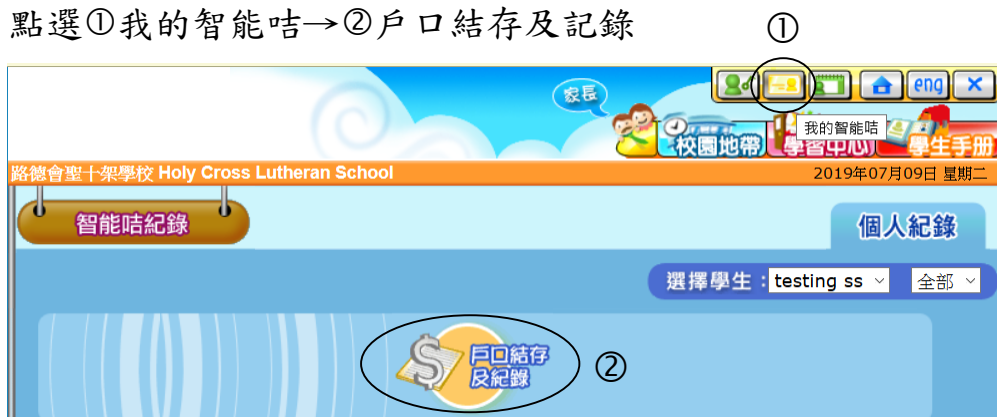 點選①我的智能咭→②戶口結存及記錄
①
家長
eng
我的智能咭
校園地帶
學習中心
學生手冊
路德會聖十架學校 Holy Cross Lutheran School
2019年07月09日 星期二
智能咭紀錄
個人紀錄
選擇學生：testing ss 全部
戶口結存
及紀錄
②